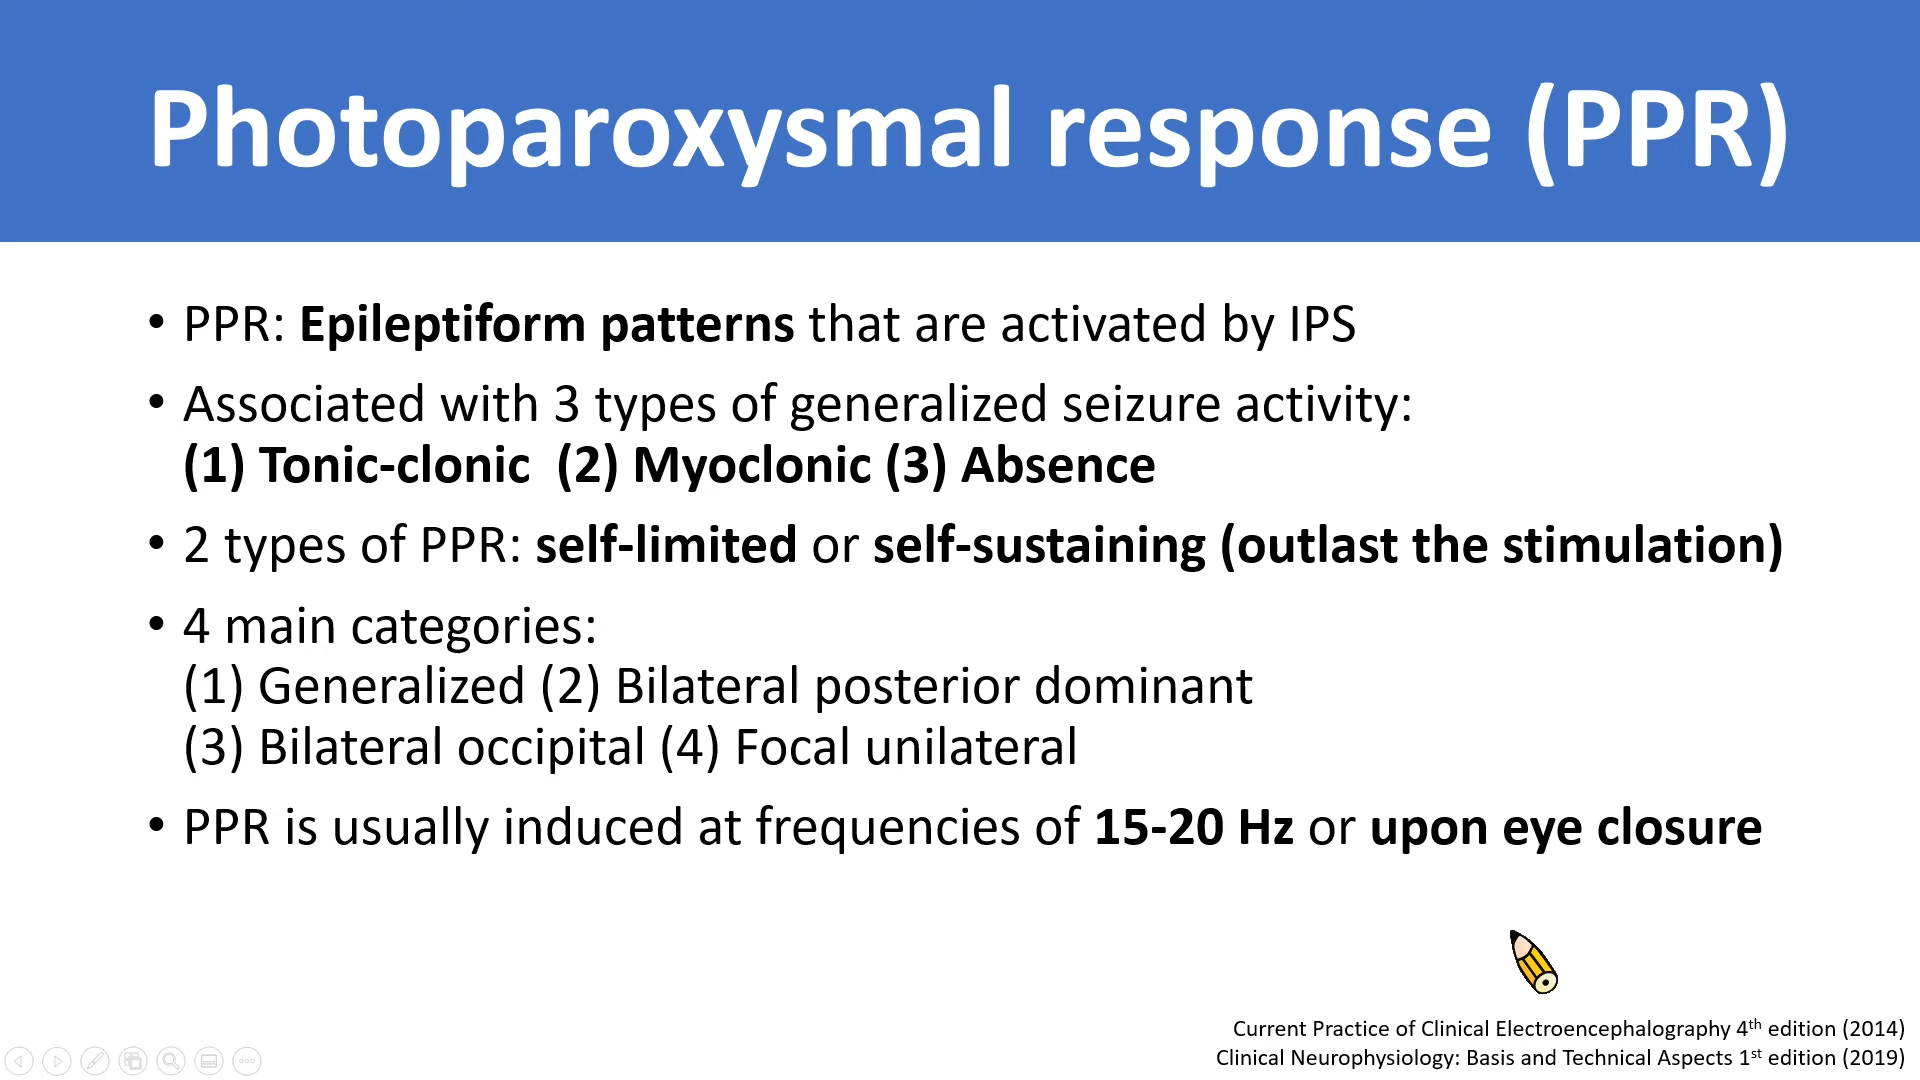 Photoparoxysmal response (PPR)
• PPR: Epileptiform patterns that are activated by IPS
• Associated with 3 types of generalized seizure activity:
(1) Tonic-clonic  (2) Myoclonic (3) Absence
• 2 types of PPR: self-limited or self-sustaining (outlast the stimulation)
• 4 main categories:
(1) Generalized (2) Bilateral posterior dominant
(3) Bilateral occipital (4) Focal unilateral
• PPR is usually induced at frequencies of 15-20 Hz or upon eye closure
Current Practice of Clinical Electroencephalography 4th edition (2014)
Clinical Neurophysiology: Basis and Technical Aspects 1st edition (2019)